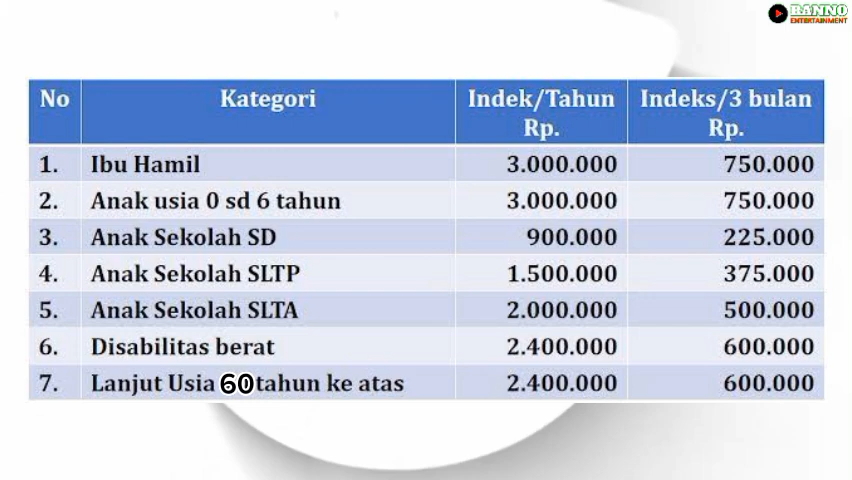 RANNO
ENTERTAINMENT
No Kategori Indek/Tahun Rp. Indeks/3 bulan Rp.
1. Ibu Hamil 3.000.000 750.000
2. Anak usia 0 sd 6 tahun 3.000.000 750.000
3. Anak Sekolah SD 900.000 225.000
4. Anak Sekolah SLTP 1.500.000 375.000
5. Anak Sekolah SLTA 2.000.000 500.000
6. Disabilitas berat 2.400.000 600.000
7. Lanjut Usia 60 tahun ke atas 2.400.000 600.000